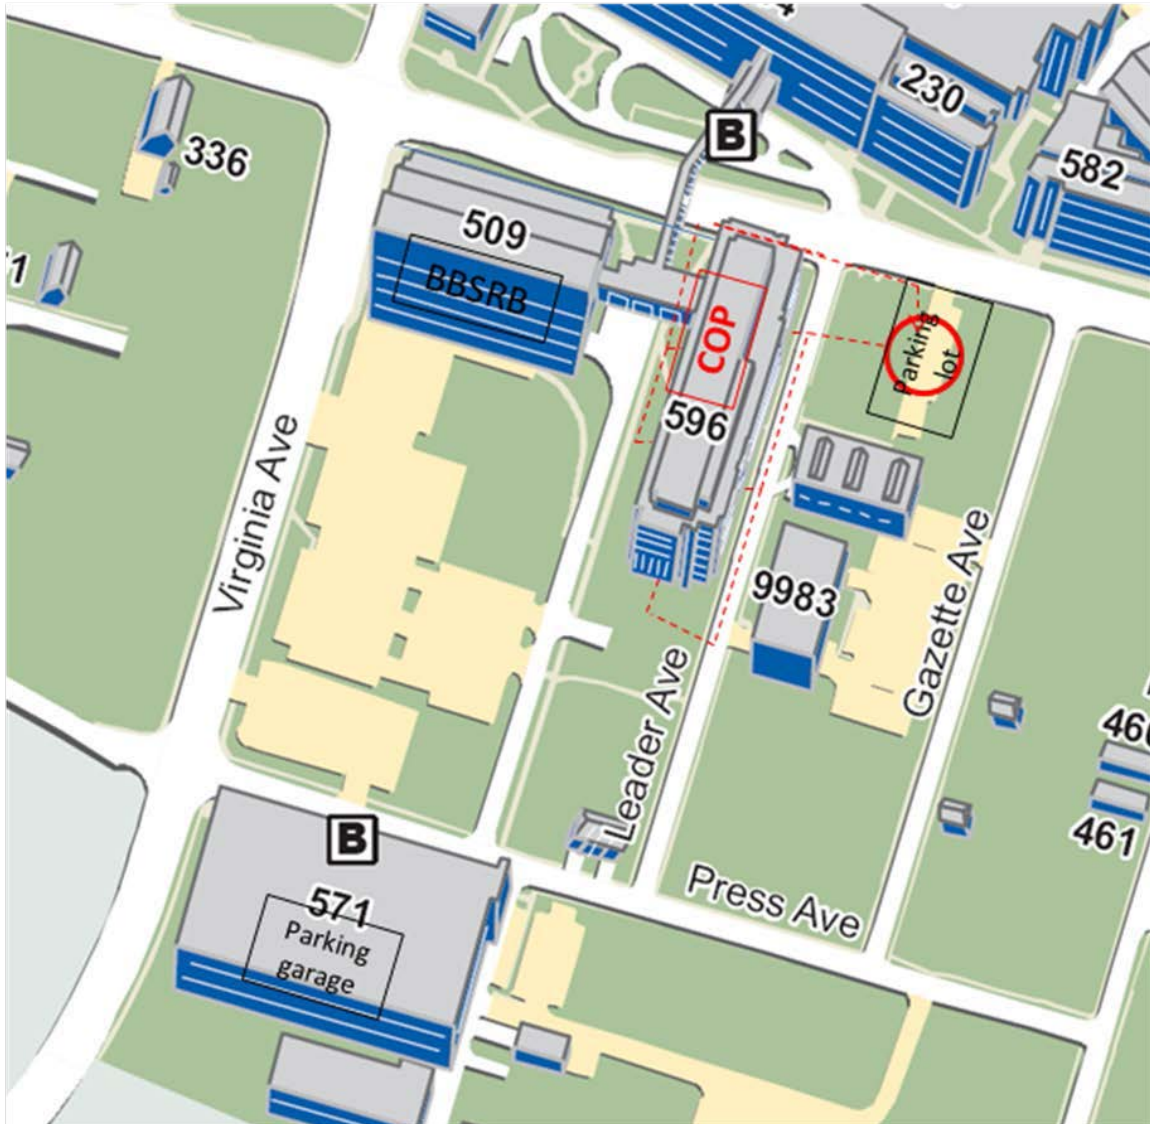 230
B
582
336
509
BBSRB
COP
Parking
lot
596
Virginia Ave
9983
Gazette Ave
Leader Ave
461
B
Press Ave
571
Parking
garage